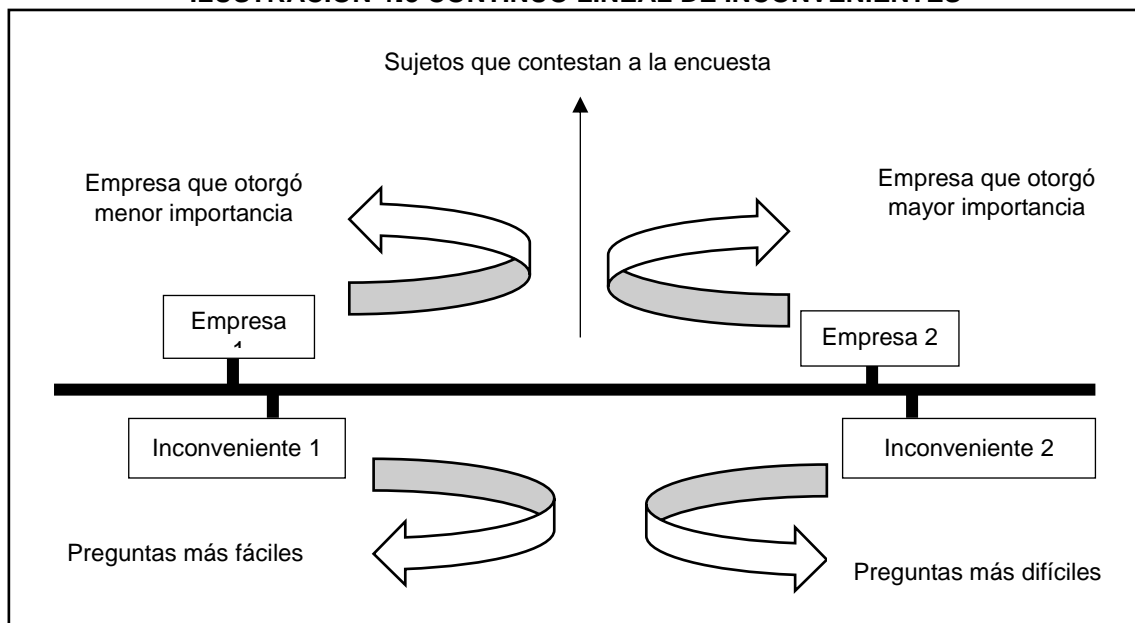 Sujetos que contestan a la encuesta
Empresa que otorgó
menor importancia
Empresa que otorgó
mayor importancia
Empresa
Empresa 2
Inconveniente 1
Inconveniente 2
Preguntas más fáciles
Preguntas más difíciles